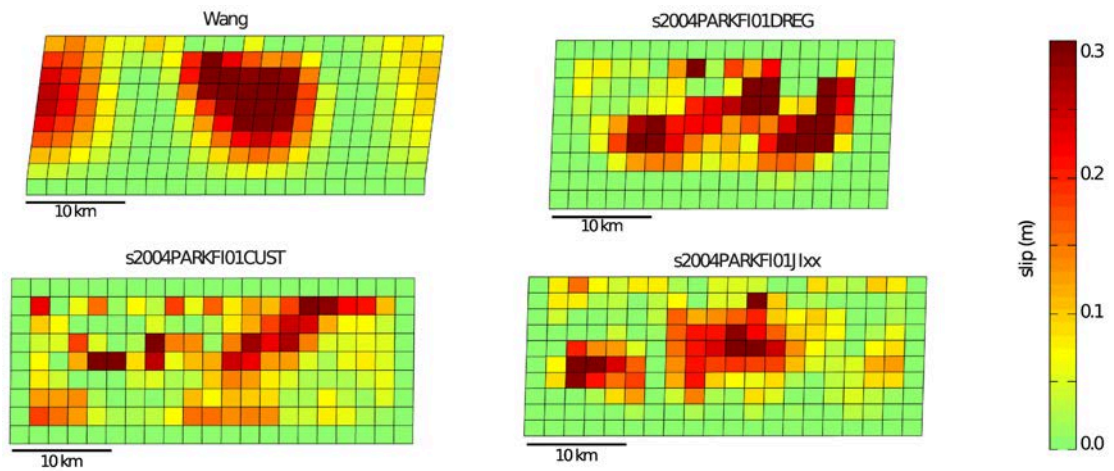 Wang
s2004PARKFI01DREG
10 km
10 km
s2004PARKFI01CUST
s2004PARKFI01JIxx
10 km
10 km
0.3
0.2
0.1
0.0
slip (m)